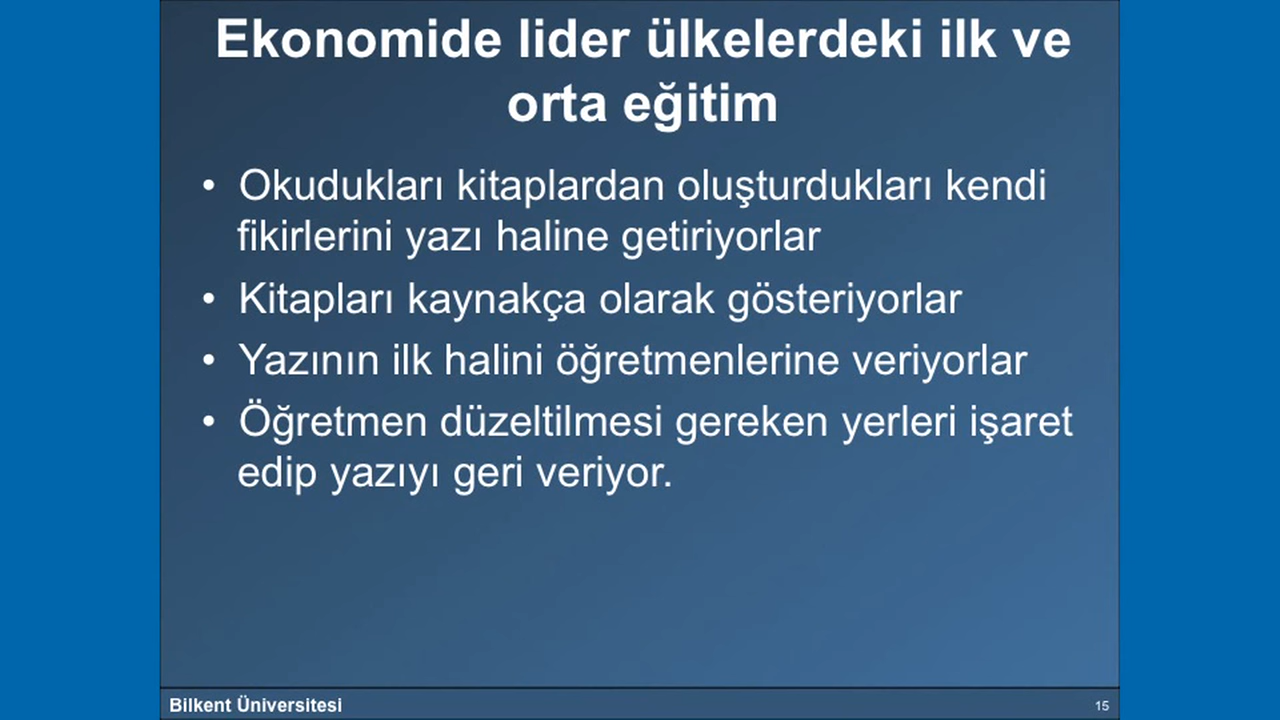 Ekonomide lider ülkelerdeki ilk ve
orta eğitim
• Okudukları kitaplardan oluşturdukları kendi
fikirlerini yazı haline getiriyorlar
• Kitapları kaynakça olarak gösteriyorlar
• Yazının ilk halini öğretmenlerine veriyorlar
• Öğretmen düzeltilmesi gereken yerleri işaret
edip yazıyı geri veriyor.
Bilkent Üniversitesi
15